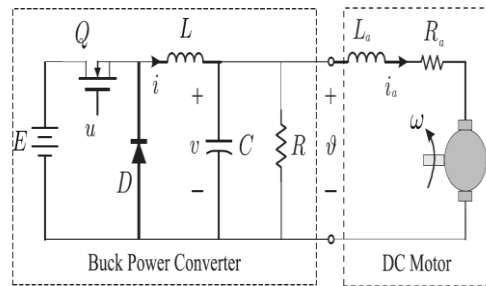 Q
L
L_a
R_a
i
i_a
+
+
u
E
D
v
C
R
ϑ
ω
−
−
Buck Power Converter
DC Motor